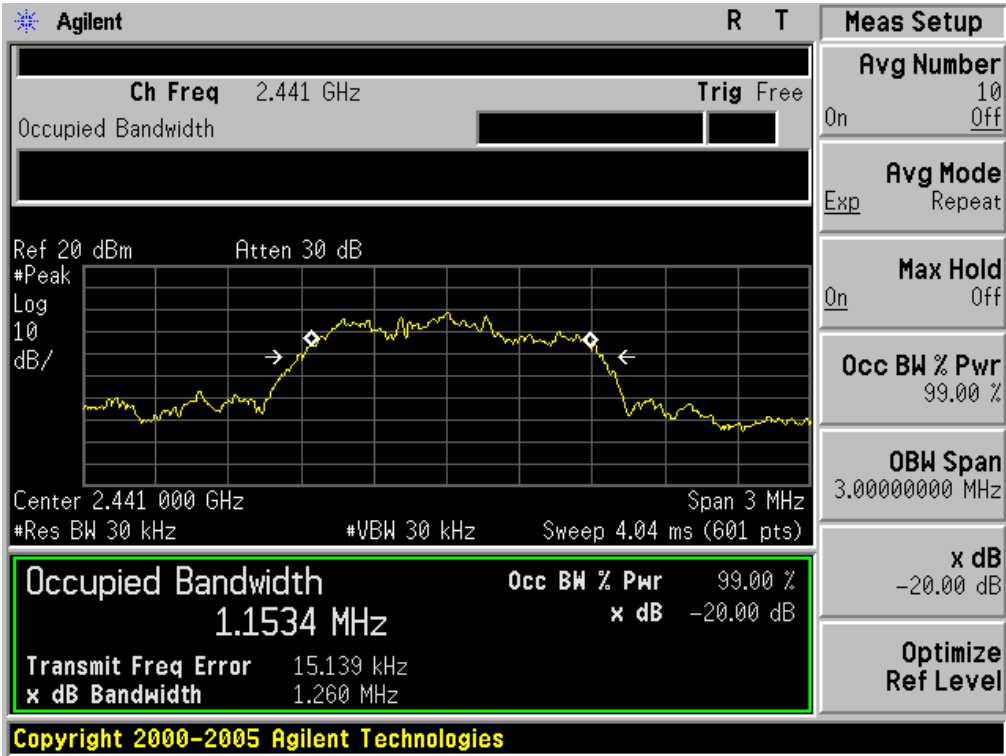 Agilent R T
Ch Freq 2.441 GHz Trig Free
Occupied Bandwidth
Ref 20 dBm Atten 30 dB
#Peak
Log
10
dB/
Center 2.441 000 GHz Span 3 MHz
#Res BW 30 kHz #VBW 30 kHz Sweep 4.04 ms (601 pts)
Occupied Bandwidth
1.1534 MHz
Occ BW % Pwr 99.00 %
x dB -20.00 dB
Transmit Freq Error 15.139 kHz
x dB Bandwidth 1.260 MHz
Copyright 2000-2005 Agilent Technologies
Meas Setup
Avg Number
10
On Off
Avg Mode
Exp Repeat
Max Hold
On Off
Occ BW % Pwr
99.00 %
OBW Span
3.00000000 MHz
x dB
-20.00 dB
Optimize
Ref Level